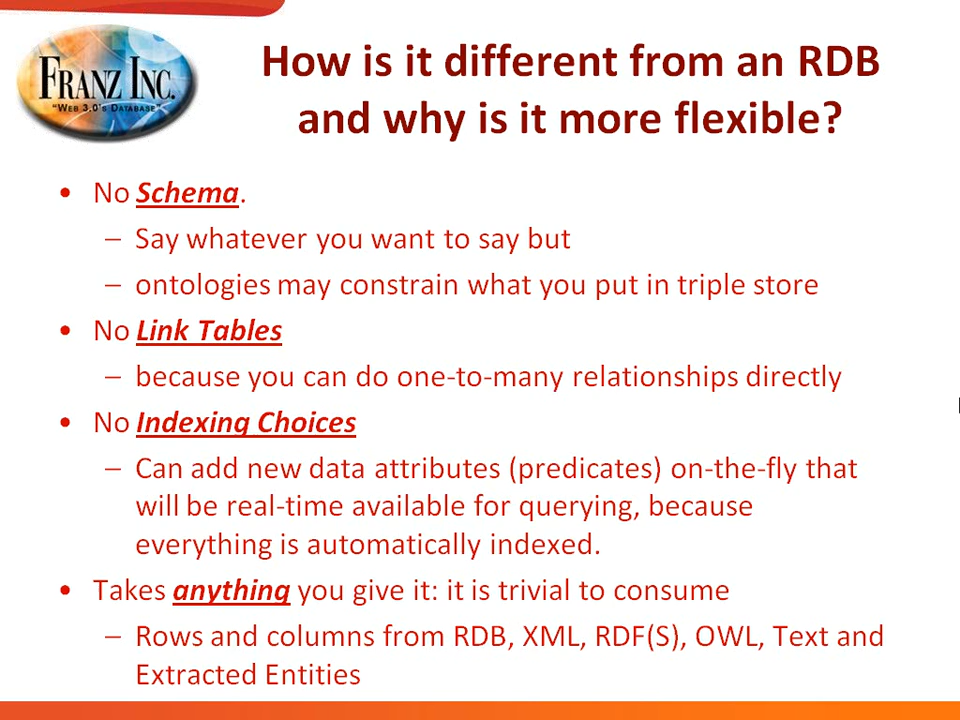 FRANZ INC.
"WEB 3.0'S DATABASE"
How is it different from an RDB
and why is it more flexible?
• No Schema.
– Say whatever you want to say but
– ontologies may constrain what you put in triple store
• No Link Tables
– because you can do one-to-many relationships directly
• No Indexing Choices
– Can add new data attributes (predicates) on-the-fly that
will be real-time available for querying, because
everything is automatically indexed.
• Takes anything you give it: it is trivial to consume
– Rows and columns from RDB, XML, RDF(S), OWL, Text and
Extracted Entities